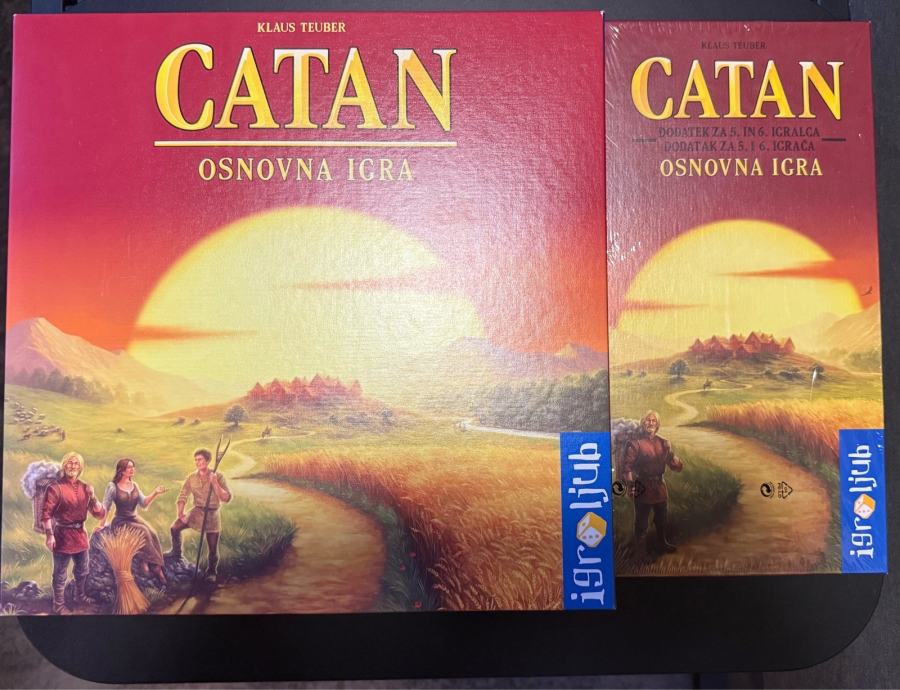 KLAUS TEUBER
CATAN
OSNOVNA IGRA
igroljub
KLAUS TEUBER
CATAN
DODATEK ZA 5. IN 6. IGRALCA
DODATAK ZA 5. I 6. IGRAČA
OSNOVNA IGRA
igroljub